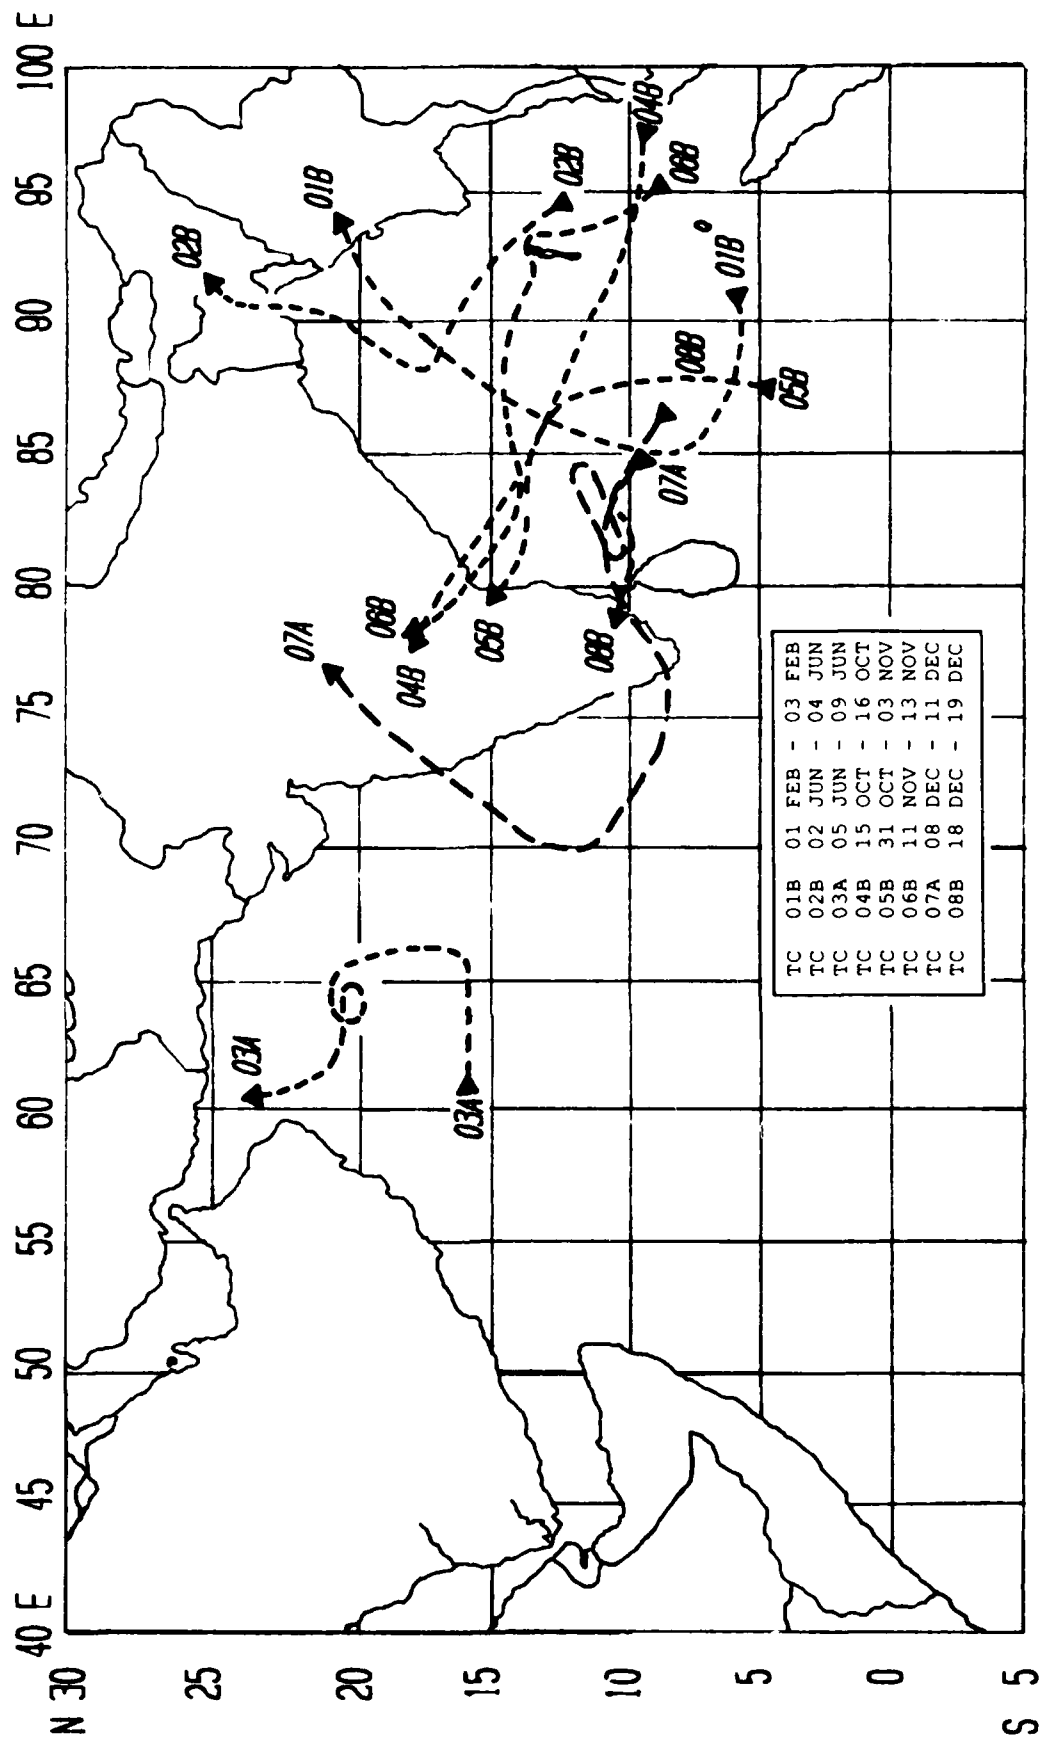 N 30
25
20
15
10
5
0
S 5
40 E
45
50
55
60
65
70
75
80
85
90
95
100 E
02B
01B
02B
04B
06B
01B
08B
05B
07A
06B
04B
05B
08B
07A
03A
03A
TC 01B 01 FEB - 03 FEB
TC 02B 02 JUN - 04 JUN
TC 03A 05 JUN - 09 JUN
TC 04B 15 OCT - 16 OCT
TC 05B 31 OCT - 03 NOV
TC 06B 11 NOV - 13 NOV
TC 07A 08 DEC - 11 DEC
TC 08B 18 DEC - 19 DEC